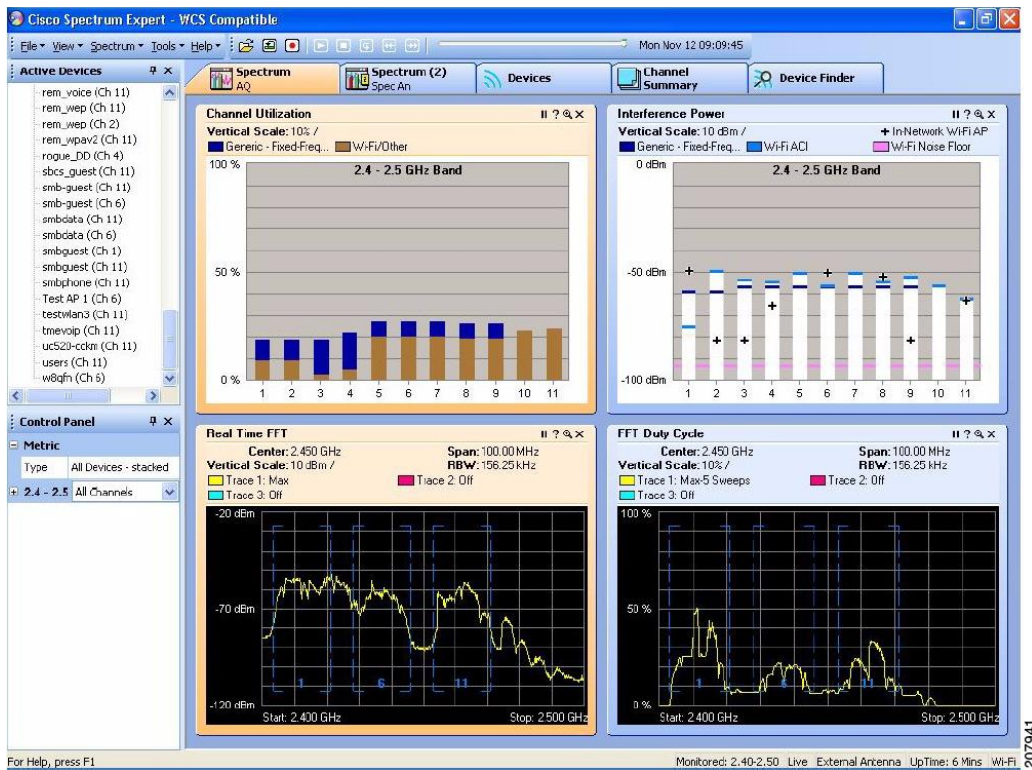 Cisco Spectrum Expert - WCS Compatible
File View Spectrum Tools Help
Mon Nov 12 09:09:45
Active Devices
rem_voice (Ch 11)
rem_wep (Ch 11)
rem_wep (Ch 2)
rem_wpav2 (Ch 11)
rogue_DD (Ch 4)
sbcs_guest (Ch 11)
smb-guest (Ch 11)
smb-guest (Ch 6)
smbdata (Ch 11)
smbdata (Ch 6)
smbguest (Ch 1)
smbguest (Ch 11)
smbphone (Ch 11)
Test AP 1 (Ch 6)
testwlan3 (Ch 11)
tmevoip (Ch 11)
uc520-cckm (Ch 11)
users (Ch 11)
w8qfn (Ch 6)
Control Panel
Metric
Type All Devices - stacked
2.4 - 2.5 All Channels
Spectrum
AQ
Spectrum (2)
Spec An
Devices
Channel
Summary
Device Finder
Channel Utilization
Vertical Scale: 10% /
Generic - Fixed-Freq... Wi-Fi/Other
100 %
2.4 - 2.5 GHz Band
50 %
0 %
1 2 3 4 5 6 7 8 9 10 11
Interference Power
Vertical Scale: 10 dBm / + In-Network Wi-Fi AP
Generic - Fixed-Freq... Wi-Fi ACI Wi-Fi Noise Floor
0 dBm
2.4 - 2.5 GHz Band
-50 dBm
-100 dBm
1 2 3 4 5 6 7 8 9 10 11
Real Time FFT
Center: 2.450 GHz Span: 100.00 MHz
Vertical Scale: 10 dBm / RBW: 156.25 kHz
Trace 1: Max Trace 2: Off
Trace 3: Off
-20 dBm
-70 dBm
-120 dBm
1 6 11
Start: 2.400 GHz Stop: 2.500 GHz
FFT Duty Cycle
Center: 2.450 GHz Span: 100.00 MHz
Vertical Scale: 10% / RBW: 156.25 kHz
Trace 1: Max-5 Sweeps Trace 2: Off
Trace 3: Off
100 %
50 %
0 %
1 6 11
Start: 2.400 GHz Stop: 2.500 GHz
For Help, press F1
Monitored: 2.40-2.50 Live External Antenna UpTime: 6 Mins Wi-Fi
207941